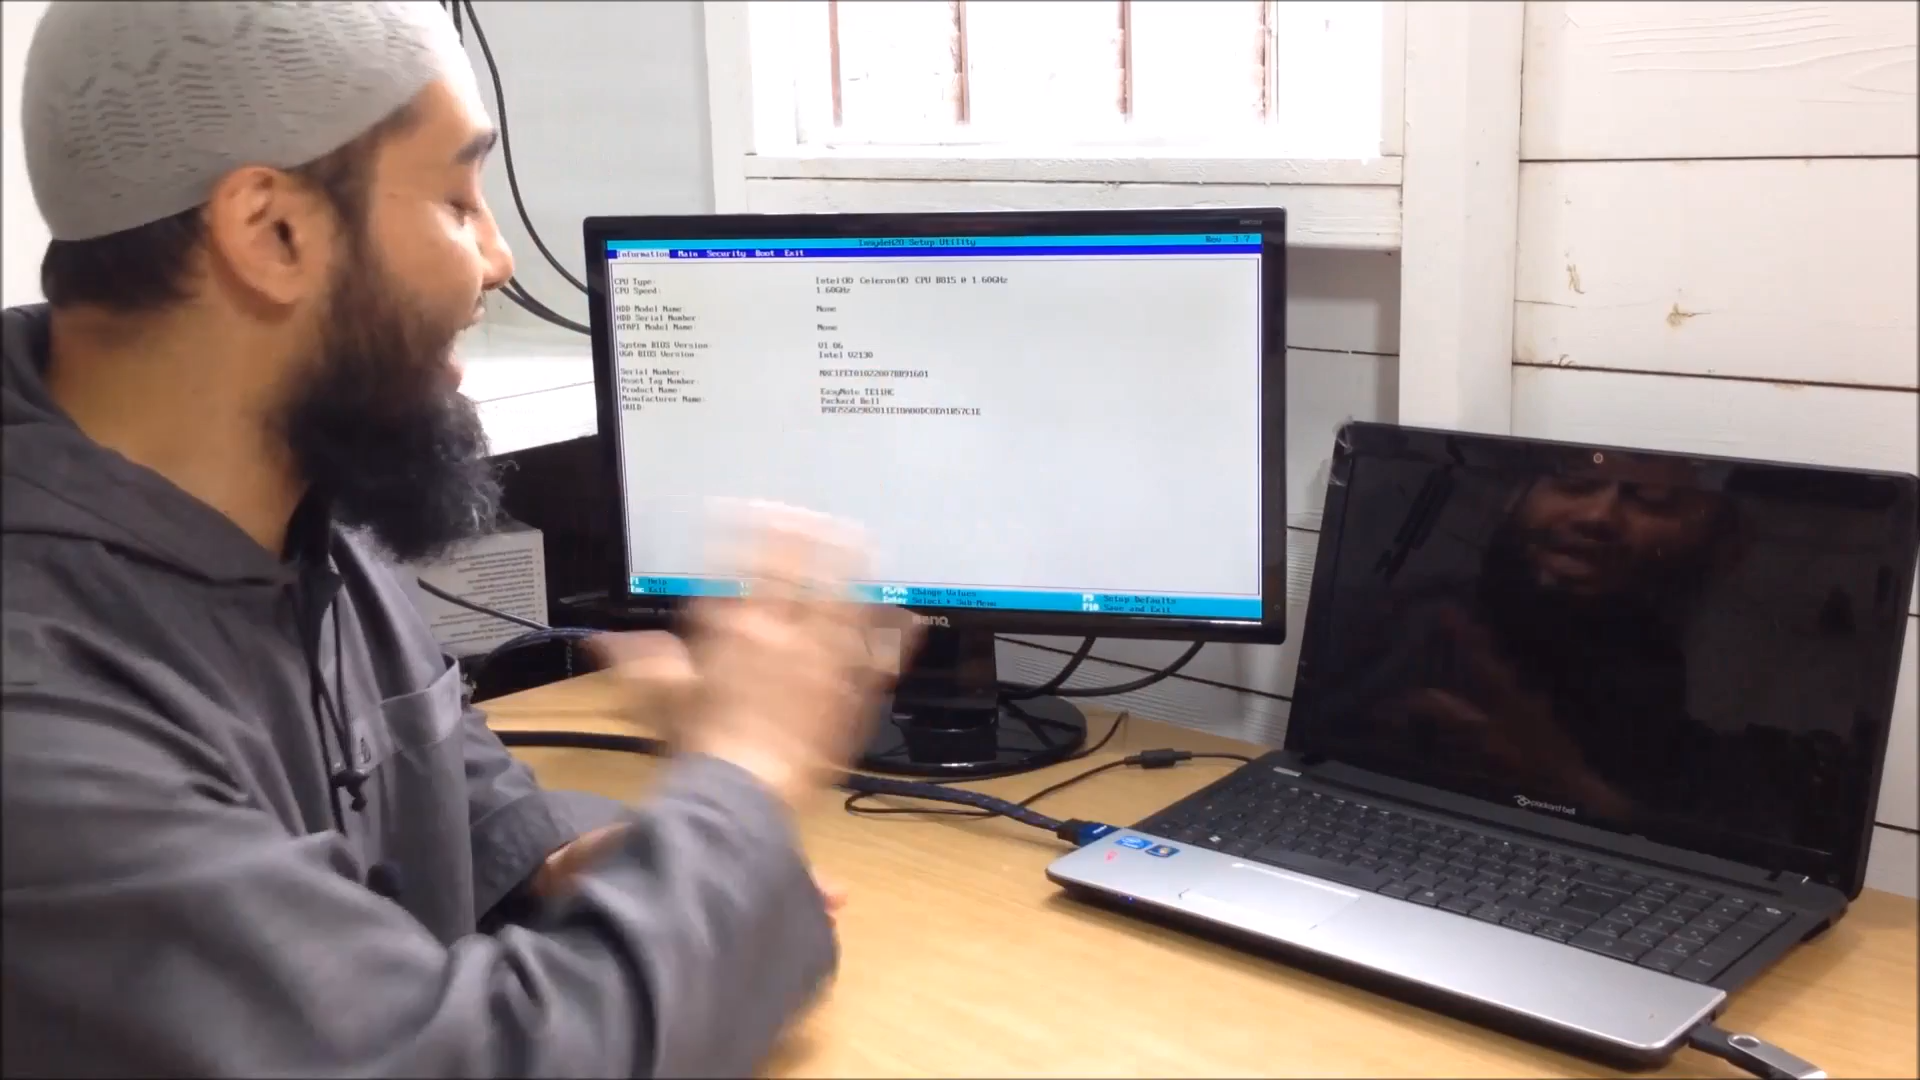 InsydeH20 Setup Utility Rev 3.7
Information Main Security Boot Exit
CPU Type: Intel(R) Celeron(R) CPU B815 @ 1.60GHz
CPU Speed: 1.60GHz
HDD Model Name: None
HDD Serial Number:
ATAPI Model Name: None
System BIOS Version: V1.06
VGA BIOS Version: Intel V2130
Serial Number:
Asset Tag Number:
Product Name: EasyNote TE11HC
Manufacturer Name: Packard Bell
UUID:
F1 Help F5/F6 Change Values F9 Setup Defaults
Esc Exit Enter Select ▸ Sub-Menu F10 Save and Exit
BenQ
packard bell